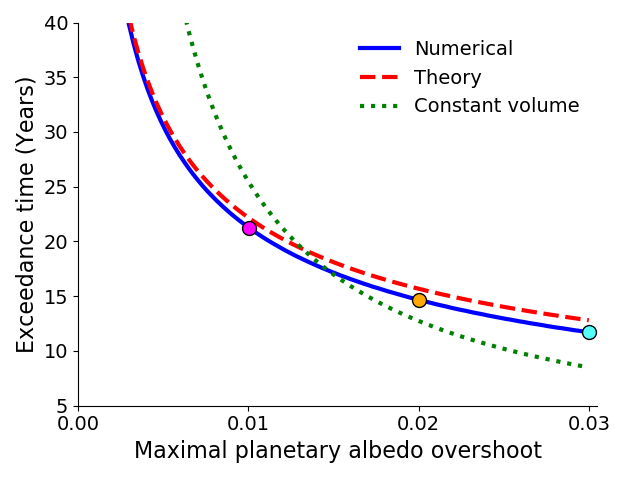 40
35
30
25
20
15
10
5
Exceedance time (Years)
Numerical
Theory
Constant volume
0.00
0.01
0.02
0.03
Maximal planetary albedo overshoot